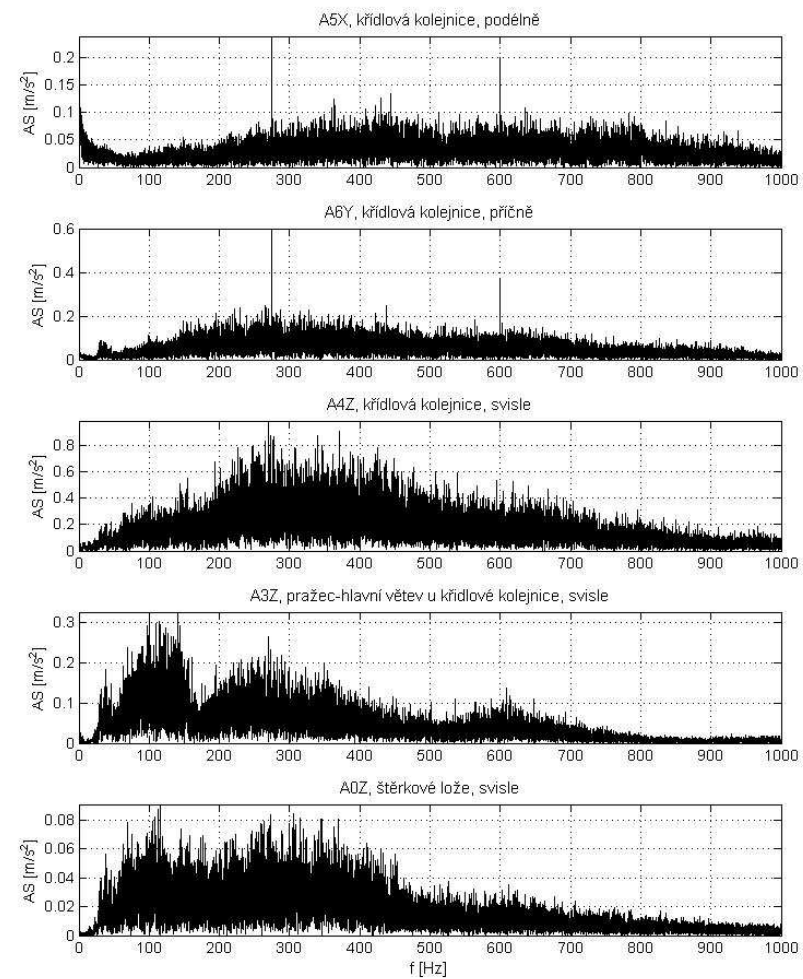 A5X, křídlová kolejnice, podélně
AS [m/s²]
0.2
0.15
0.1
0.05
0
0 100 200 300 400 500 600 700 800 900 1000
A6Y, křídlová kolejnice, příčně
AS [m/s²]
0.6
0.4
0.2
0
0 100 200 300 400 500 600 700 800 900 1000
A4Z, křídlová kolejnice, svisle
AS [m/s²]
0.8
0.6
0.4
0.2
0
0 100 200 300 400 500 600 700 800 900 1000
A3Z, pražec-hlavní větev u křídlové kolejnice, svisle
AS [m/s²]
0.3
0.2
0.1
0
0 100 200 300 400 500 600 700 800 900 1000
A0Z, štěrkové lože, svisle
AS [m/s²]
0.08
0.06
0.04
0.02
0
0 100 200 300 400 500 600 700 800 900 1000
f [Hz]